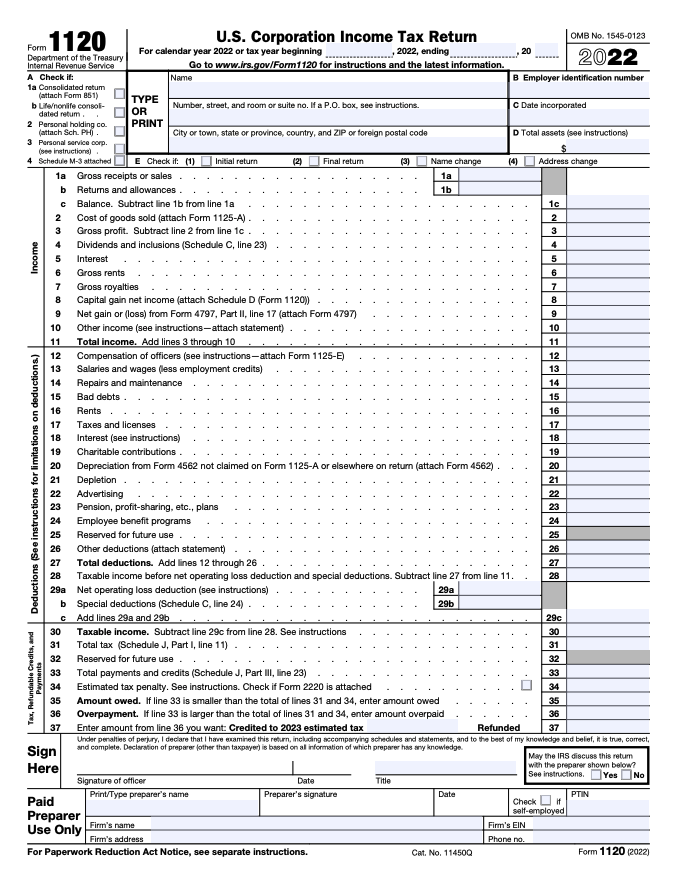 Form 1120
Department of the Treasury
Internal Revenue Service
U.S. Corporation Income Tax Return
For calendar year 2022 or tax year beginning , 2022, ending , 20
Go to www.irs.gov/Form1120 for instructions and the latest information.
OMB No. 1545-0123
2022
A Check if:
1a Consolidated return (attach Form 851)
b Life/nonlife consoli-dated return . .
2 Personal holding co. (attach Sch. PH) .
3 Personal service corp. (see instructions) .
4 Schedule M-3 attached
TYPE OR PRINT
Name
Number, street, and room or suite no. If a P.O. box, see instructions.
City or town, state or province, country, and ZIP or foreign postal code
B Employer identification number
C Date incorporated
D Total assets (see instructions)
$
E Check if: (1) Initial return (2) Final return (3) Name change (4) Address change
Income
1a Gross receipts or sales 1a
b Returns and allowances 1b
c Balance. Subtract line 1b from line 1a 1c
2 Cost of goods sold (attach Form 1125-A) 2
3 Gross profit. Subtract line 2 from line 1c 3
4 Dividends and inclusions (Schedule C, line 23) 4
5 Interest 5
6 Gross rents 6
7 Gross royalties 7
8 Capital gain net income (attach Schedule D (Form 1120)) 8
9 Net gain or (loss) from Form 4797, Part II, line 17 (attach Form 4797) 9
10 Other income (see instructions—attach statement) 10
11 Total income. Add lines 3 through 10 11
Deductions (See instructions for limitations on deductions.)
12 Compensation of officers (see instructions—attach Form 1125-E) 12
13 Salaries and wages (less employment credits) 13
14 Repairs and maintenance 14
15 Bad debts 15
16 Rents 16
17 Taxes and licenses 17
18 Interest (see instructions) 18
19 Charitable contributions 19
20 Depreciation from Form 4562 not claimed on Form 1125-A or elsewhere on return (attach Form 4562) 20
21 Depletion 21
22 Advertising 22
23 Pension, profit-sharing, etc., plans 23
24 Employee benefit programs 24
25 Reserved for future use 25
26 Other deductions (attach statement) 26
27 Total deductions. Add lines 12 through 26 27
28 Taxable income before net operating loss deduction and special deductions. Subtract line 27 from line 11. 28
29a Net operating loss deduction (see instructions) 29a
b Special deductions (Schedule C, line 24) 29b
c Add lines 29a and 29b 29c
Tax, Refundable Credits, and Payments
30 Taxable income. Subtract line 29c from line 28. See instructions 30
31 Total tax (Schedule J, Part I, line 11) 31
32 Reserved for future use 32
33 Total payments and credits (Schedule J, Part III, line 23) 33
34 Estimated tax penalty. See instructions. Check if Form 2220 is attached 34
35 Amount owed. If line 33 is smaller than the total of lines 31 and 34, enter amount owed 35
36 Overpayment. If line 33 is larger than the total of lines 31 and 34, enter amount overpaid 36
37 Enter amount from line 36 you want: Credited to 2023 estimated tax Refunded 37
Sign Here
Under penalties of perjury, I declare that I have examined this return, including accompanying schedules and statements, and to the best of my knowledge and belief, it is true, correct,
and complete. Declaration of preparer (other than taxpayer) is based on all information of which preparer has any knowledge.
Signature of officer Date Title
May the IRS discuss this return
with the preparer shown below?
See instructions. Yes No
Paid Preparer Use Only
Print/Type preparer's name Preparer's signature Date Check if self-employed PTIN
Firm's name Firm's EIN
Firm's address Phone no.
For Paperwork Reduction Act Notice, see separate instructions. Cat. No. 11450Q Form 1120 (2022)